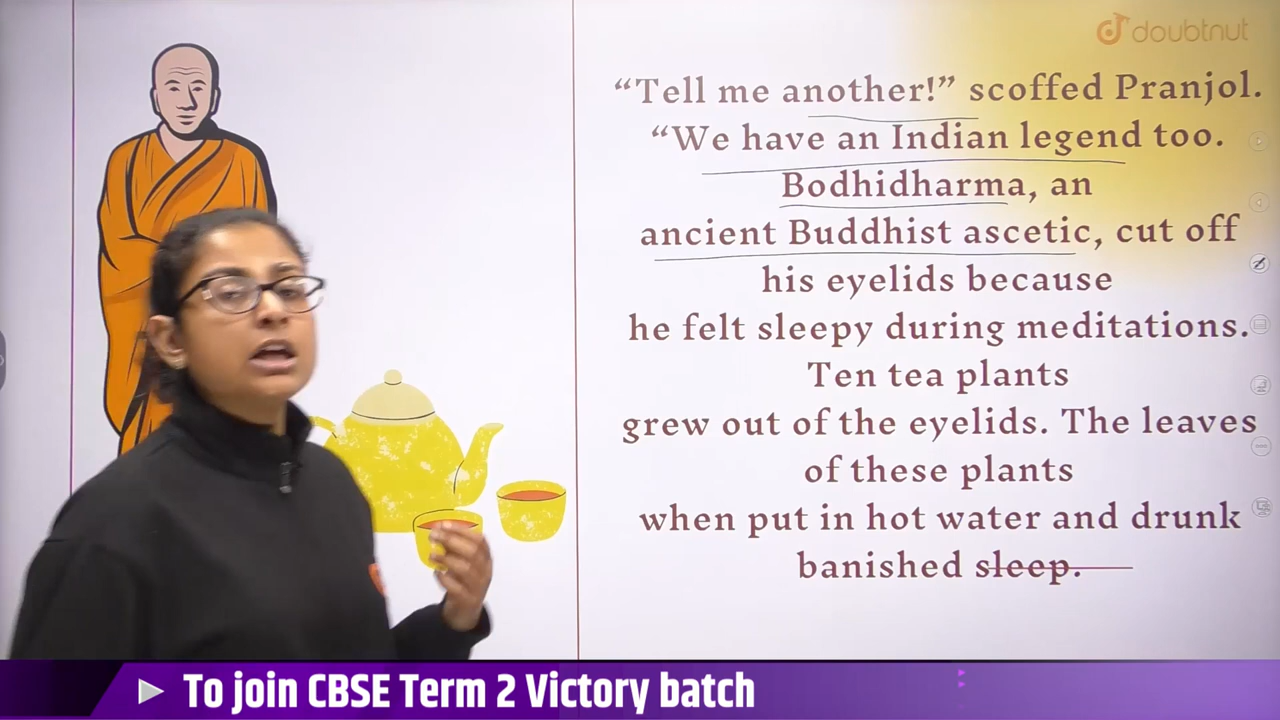 doubtnut
“Tell me another!” scoffed Pranjol.
“We have an Indian legend too.
Bodhidharma, an
ancient Buddhist ascetic, cut off
his eyelids because
he felt sleepy during meditations.
Ten tea plants
grew out of the eyelids. The leaves
of these plants
when put in hot water and drunk
banished sleep.
To join CBSE Term 2 Victory batch